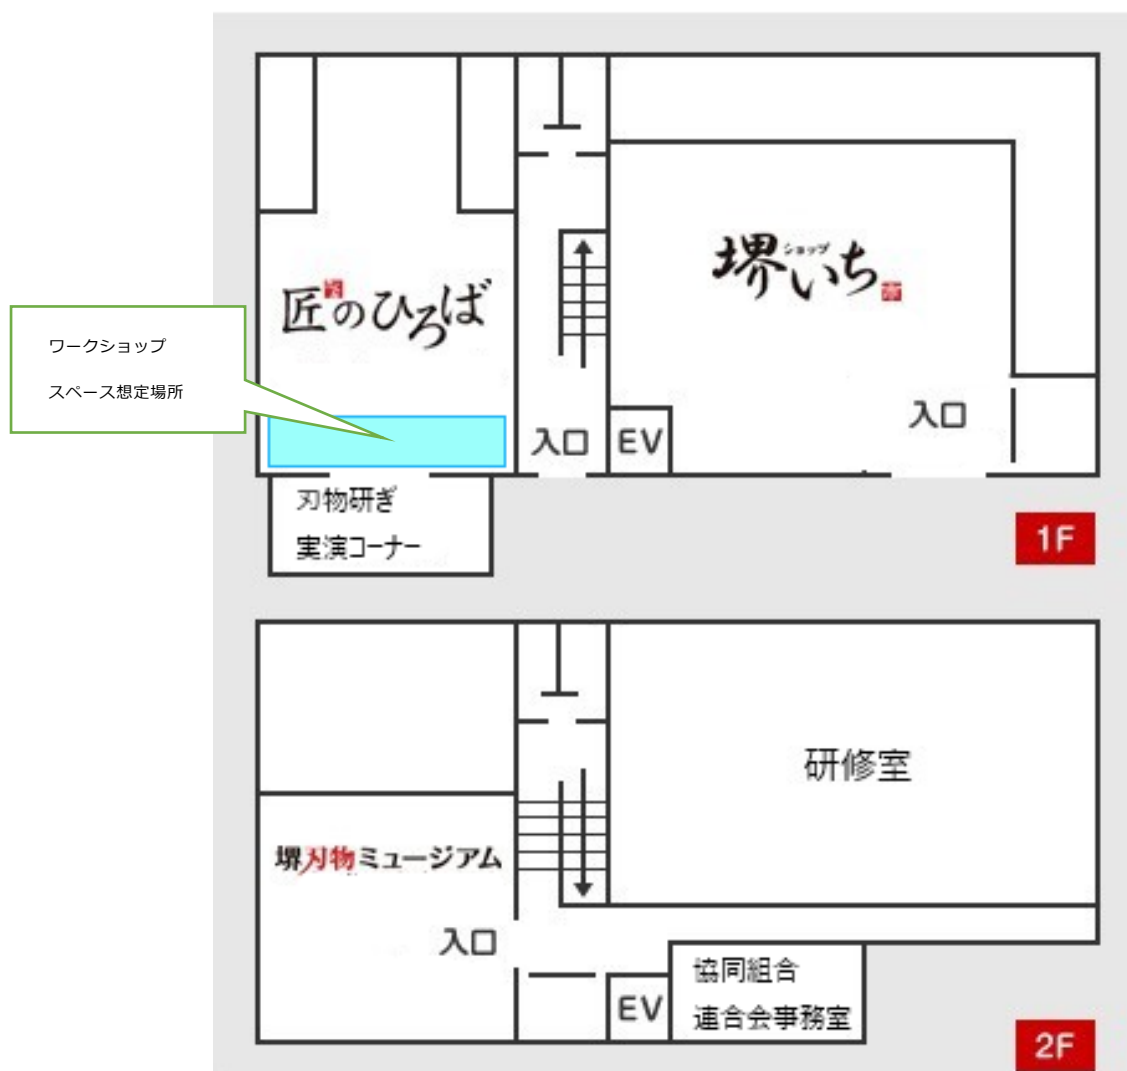 堺いち
ショップ
匠のひろば
ワークショップ
スペース想定場所
入口
入口
EV
刃物研ぎ
実演コーナー
1F
研修室
堺刃物ミュージアム
入口
協同組合
EV
連合会事務室
2F